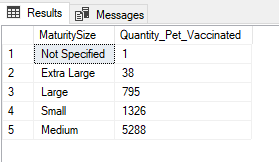 Results Messages
MaturitySize Quantity_Pet_Vaccinated
1 Not Specified 1
2 Extra Large 38
3 Large 795
4 Small 1326
5 Medium 5288